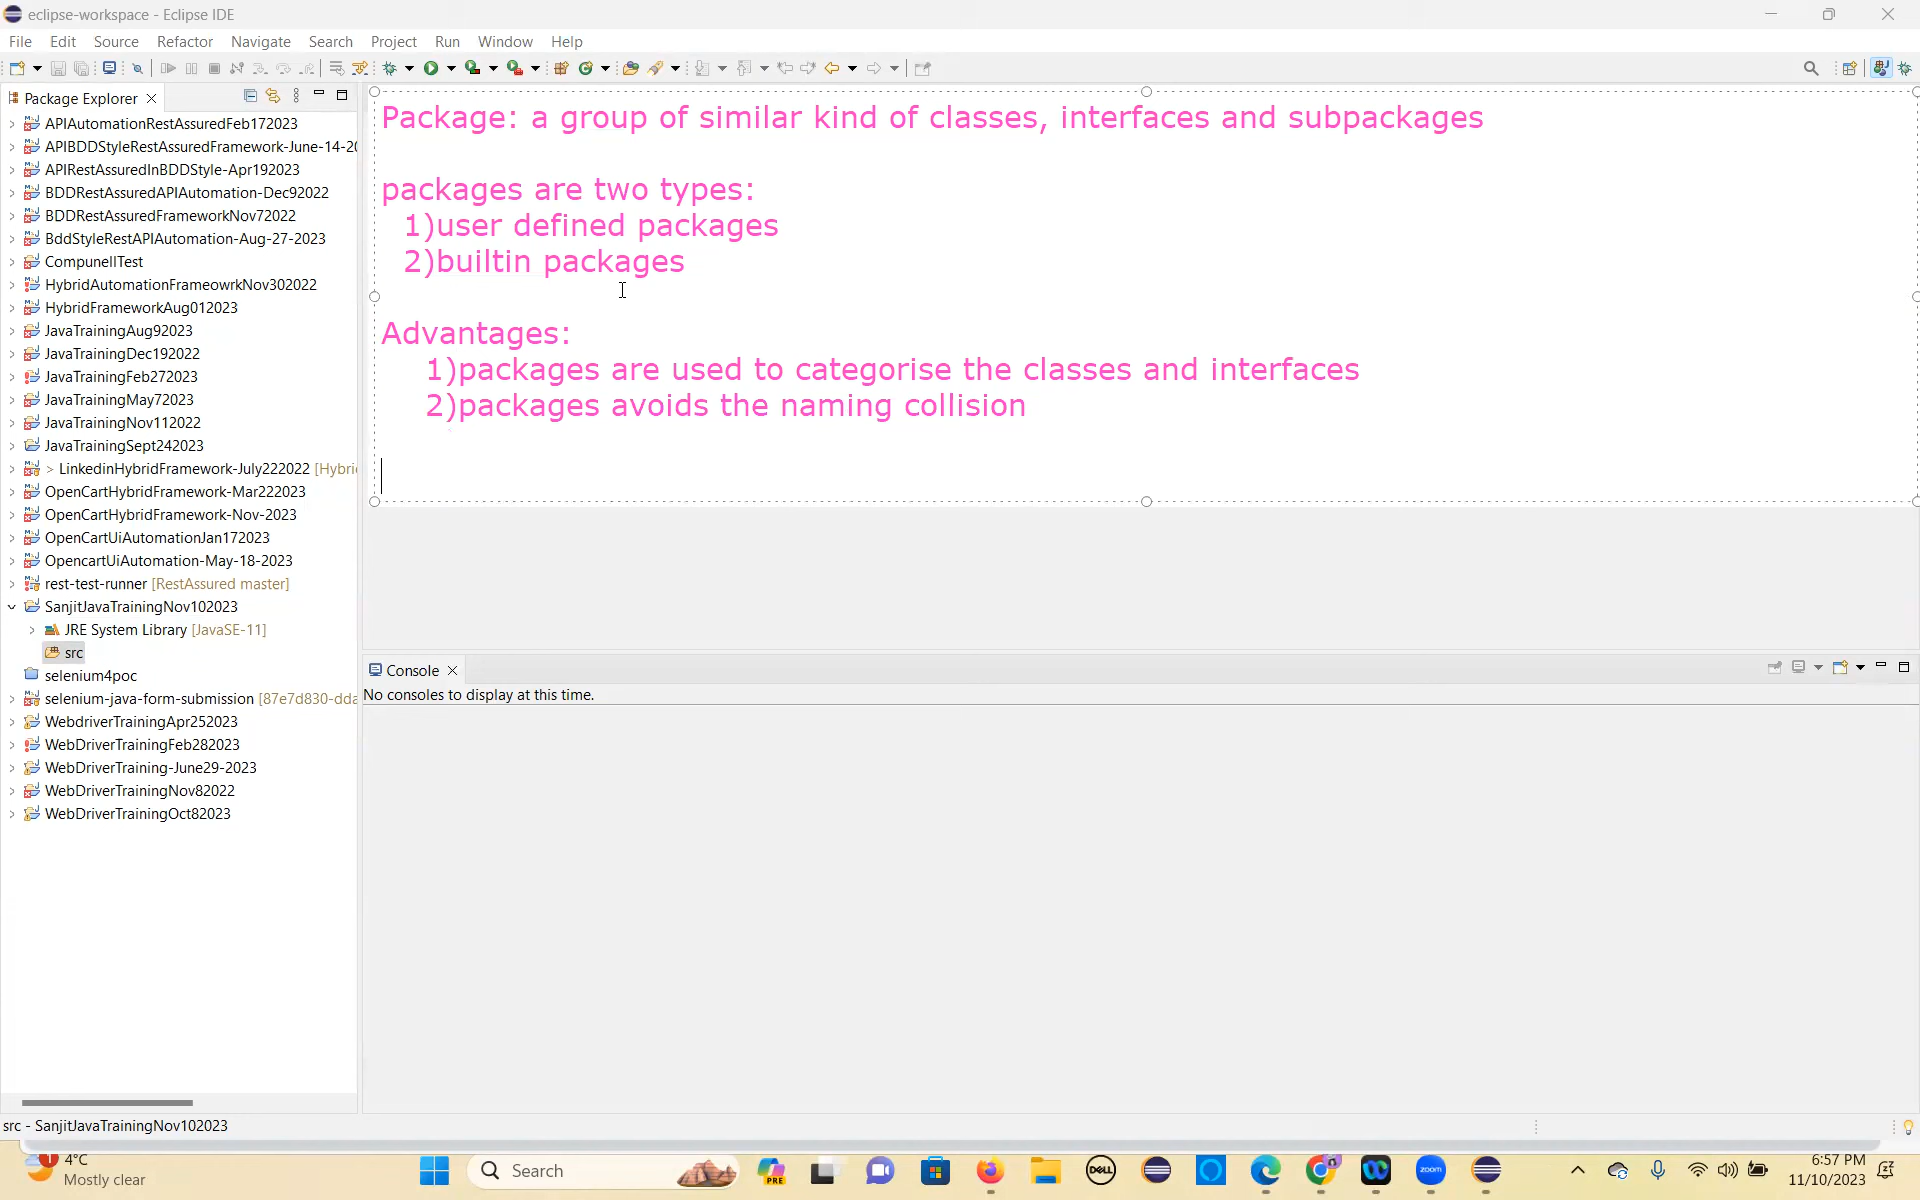 eclipse-workspace - Eclipse IDE
File Edit Source Refactor Navigate Search Project Run Window Help
Package Explorer
APIAutomationRestAssuredFeb172023
APIBDDStyleRestAssuredFramework-June-14-20
APIRestAssuredInBDDStyle-Apr192023
BDDRestAssuredAPIAutomation-Dec92022
BDDRestAssuredFrameworkNov72022
BddStyleRestAPIAutomation-Aug-27-2023
CompunellTest
HybridAutomationFrameowrkNov302022
HybridFrameworkAug012023
JavaTrainingAug92023
JavaTrainingDec192022
JavaTrainingFeb272023
JavaTrainingMay72023
JavaTrainingNov112022
JavaTrainingSept242023
> LinkedinHybridFramework-July222022 [Hybri
OpenCartHybridFramework-Mar222023
OpenCartHybridFramework-Nov-2023
OpenCartUiAutomationJan172023
OpencartUiAutomation-May-18-2023
rest-test-runner [RestAssured master]
SanjitJavaTrainingNov102023
JRE System Library [JavaSE-11]
src
selenium4poc
selenium-java-form-submission [87e7d830-dda
WebdriverTrainingApr252023
WebDriverTrainingFeb282023
WebDriverTraining-June29-2023
WebDriverTrainingNov82022
WebDriverTrainingOct82023
Package: a group of similar kind of classes, interfaces and subpackages
packages are two types:
1)user defined packages
2)builtin packages
Advantages:
1)packages are used to categorise the classes and interfaces
2)packages avoids the naming collision
Console
No consoles to display at this time.
src - SanjitJavaTrainingNov102023
1
4°C
Mostly clear
Search
PRE
DELL
zoom
6:57 PM
11/10/2023